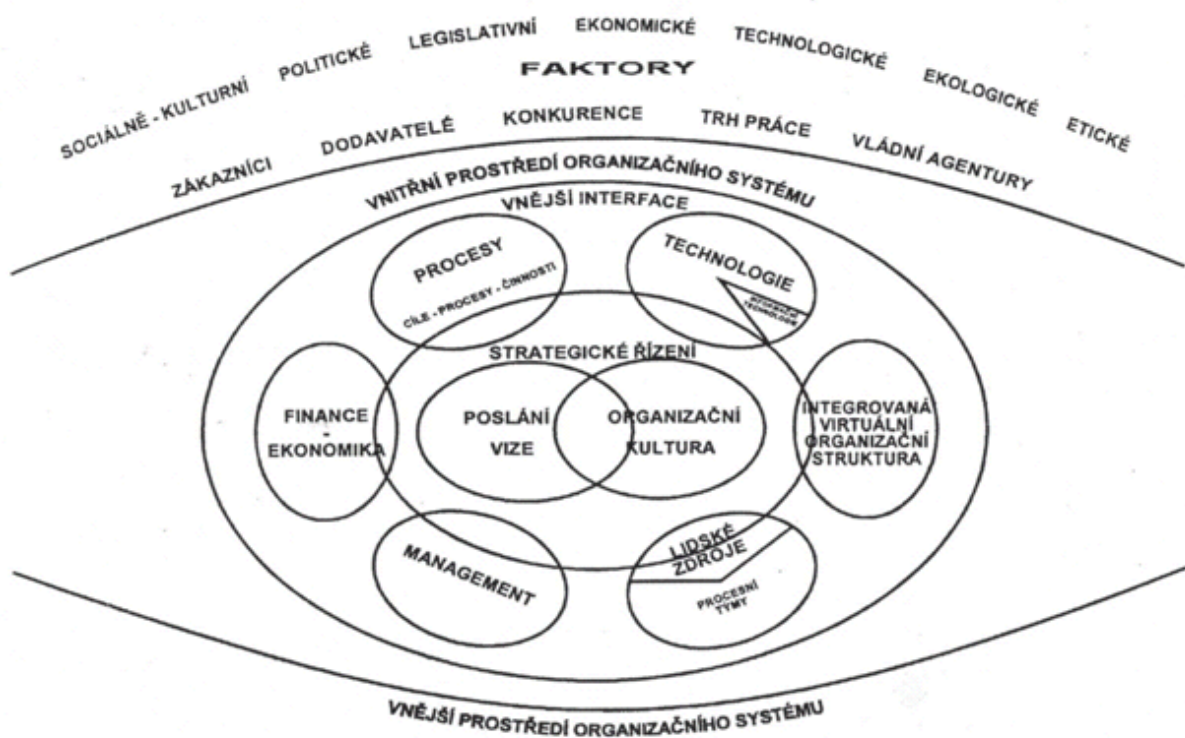 SOCIÁLNĚ - KULTURNÍ POLITICKÉ LEGISLATIVNÍ EKONOMICKÉ TECHNOLOGICKÉ EKOLOGICKÉ ETICKÉ
FAKTORY
ZÁKAZNÍCI DODAVATELÉ KONKURENCE TRH PRÁCE VLÁDNÍ AGENTURY
VNITŘNÍ PROSTŘEDÍ ORGANIZAČNÍHO SYSTÉMU
VNĚJŠÍ INTERFACE
PROCESY
CÍLE - PROCESY - ČINNOSTI
TECHNOLOGIE
INFORMAČNÍ
TECHNOLOGIE
STRATEGICKÉ ŘÍZENÍ
FINANCE
-
EKONOMIKA
POSLÁNÍ
VIZE
ORGANIZAČNÍ
KULTURA
INTEGROVANÁ
VIRTUÁLNÍ
ORGANIZAČNÍ
STRUKTURA
MANAGEMENT
LIDSKÉ
ZDROJE
PROCESNÍ
TÝMY
VNĚJŠÍ PROSTŘEDÍ ORGANIZAČNÍHO SYSTÉMU